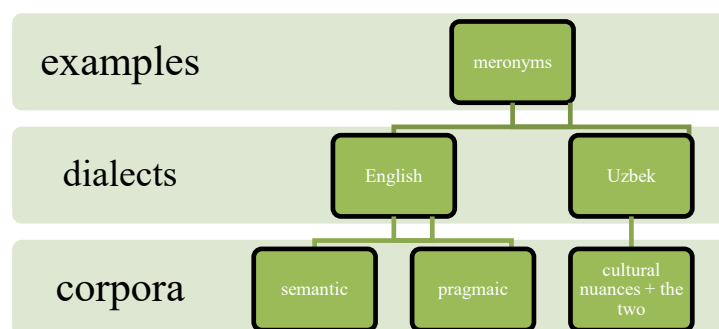 examples
meronyms
dialects
English
Uzbek
corpora
semantic
pragmaic
cultural
nuances + the
two